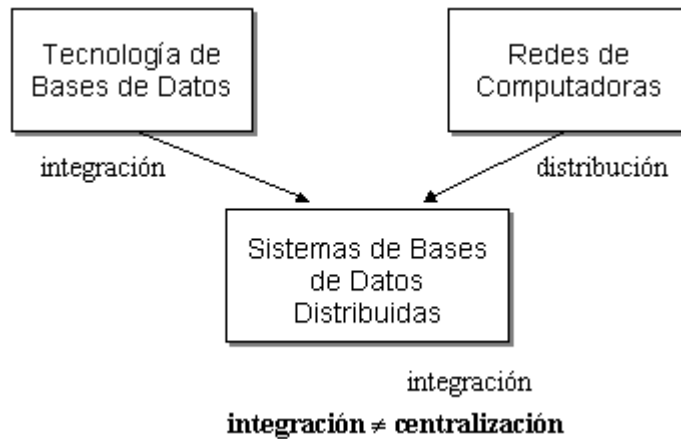 Tecnología de
Bases de Datos
Redes de
Computadoras
integración
distribución
Sistemas de Bases
de Datos
Distribuidas
integración
integración ≠ centralización